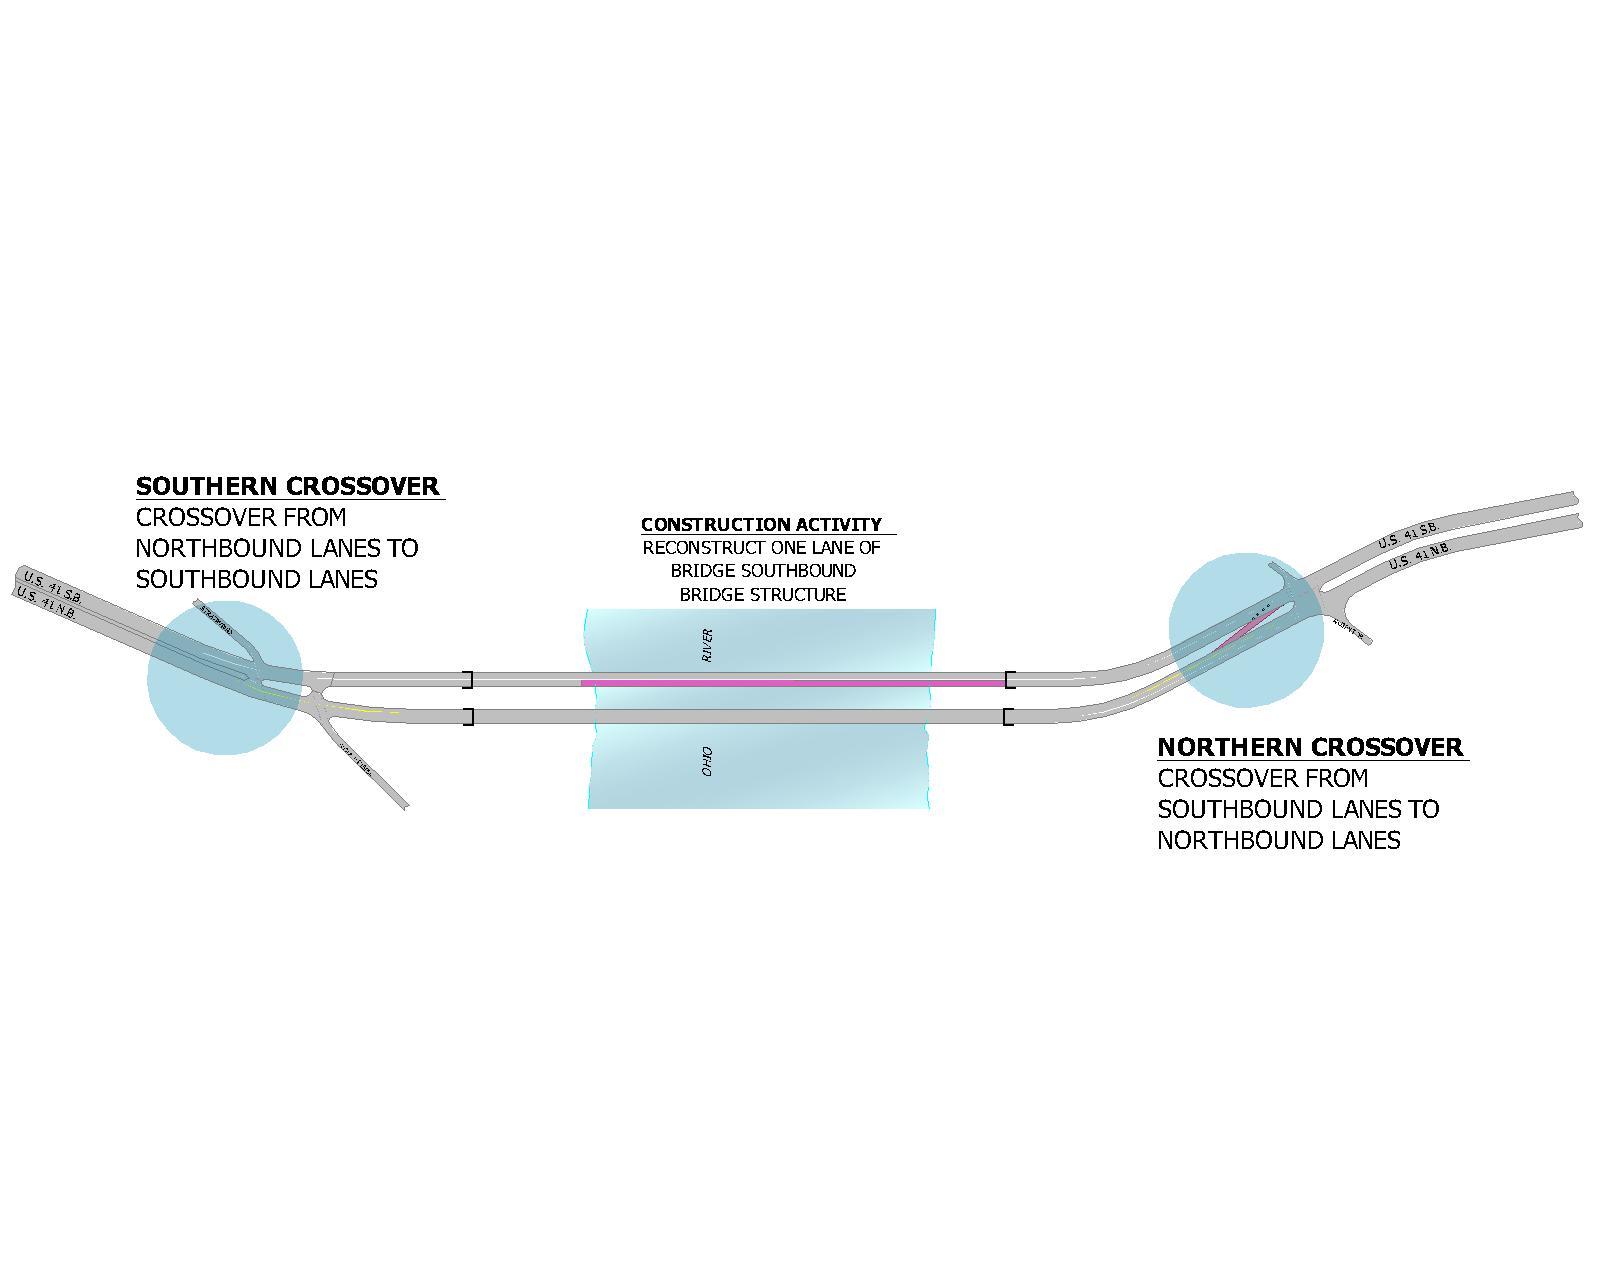 SOUTHERN CROSSOVER
CROSSOVER FROM
NORTHBOUND LANES TO
SOUTHBOUND LANES
CONSTRUCTION ACTIVITY
RECONSTRUCT ONE LANE OF
BRIDGE SOUTHBOUND
BRIDGE STRUCTURE
U.S. 41 S.B.
U.S. 41 N.B.
RIVER
OHIO
U.S. 41 S.B.
U.S. 41 N.B.
NORTHERN CROSSOVER
CROSSOVER FROM
SOUTHBOUND LANES TO
NORTHBOUND LANES